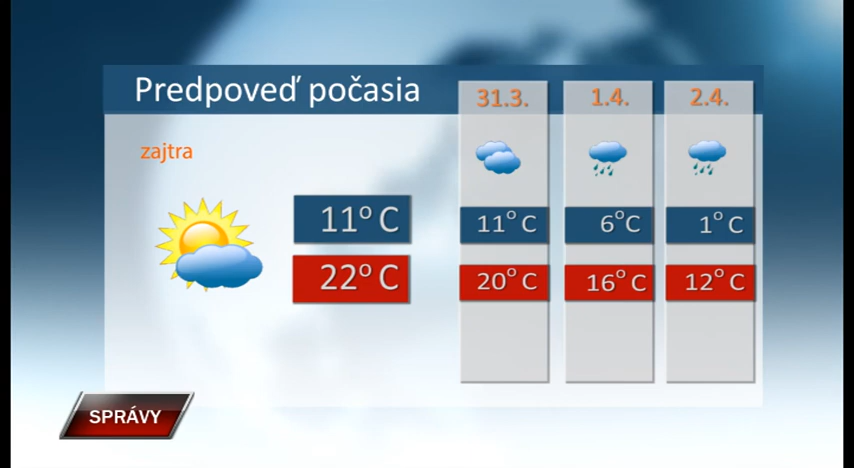 Predpoveď počasia
zajtra
11° C
22° C
31.3.
11° C
20° C
1.4.
6°C
16° C
2.4.
1° C
12° C
SPRÁVY